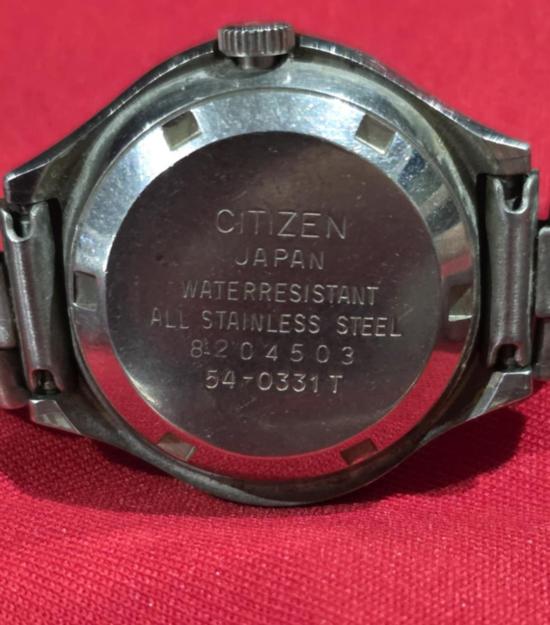 CITIZEN
JAPAN
WATERRESISTANT
ALL STAINLESS STEEL
8204503
54-0331 T